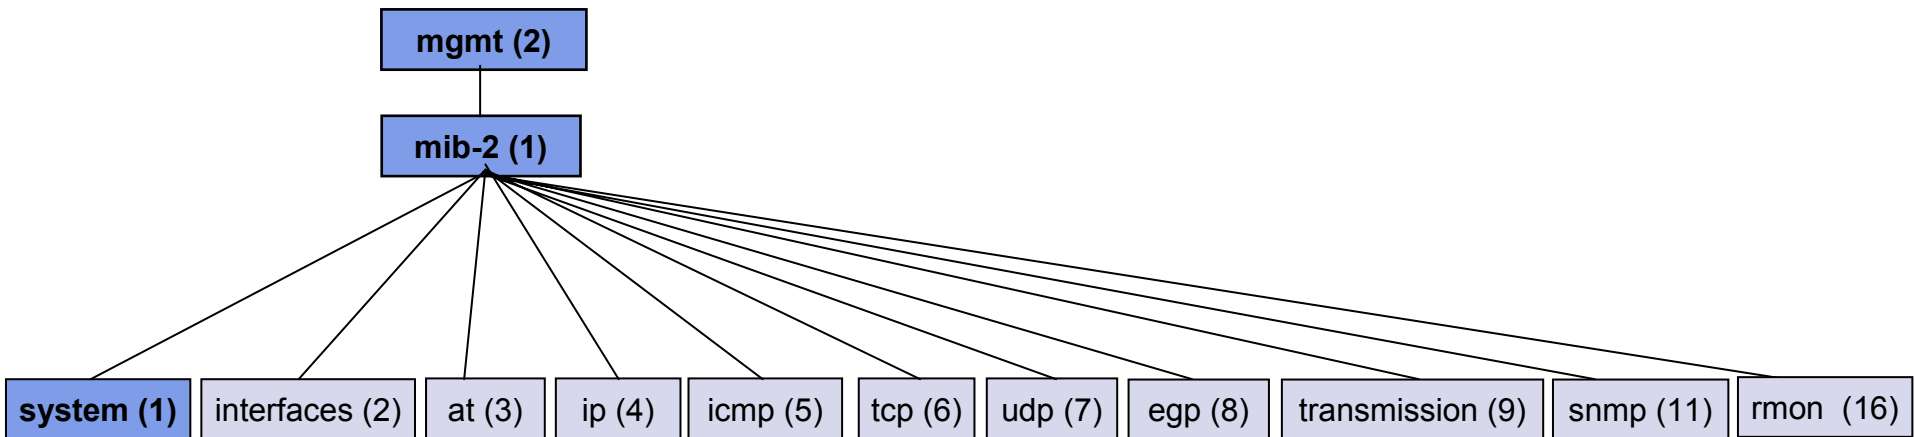 mgmt (2)
mib-2 (1)
system (1) interfaces (2) at (3) ip (4) icmp (5) tcp (6) udp (7) egp (8) transmission (9) snmp (11) rmon (16)